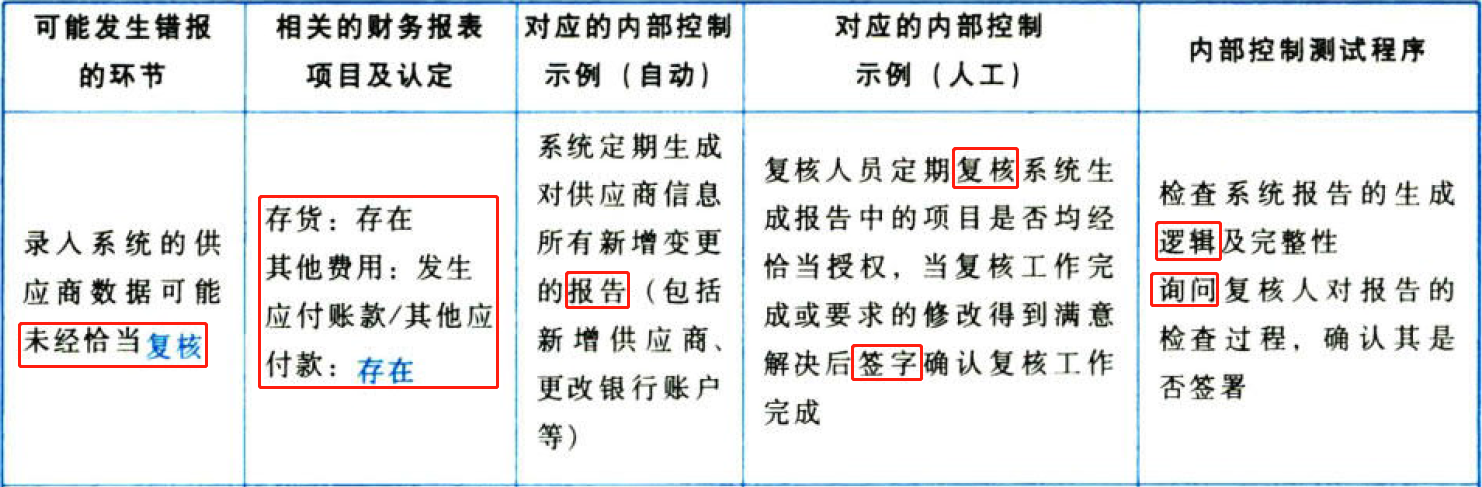 可能发生错报
的环节
相关的财务报表
项目及认定
对应的内部控制
示例（自动）
对应的内部控制
示例（人工）
内部控制测试程序
录入系统的供
应商数据可能
未经恰当复核
存货：存在
其他费用：发生
应付账款/其他应
付款：存在
系统定期生成
对供应商信息
所有新增变更
的报告（包括
新增供应商、
更改银行账户
等）
复核人员定期复核系统生
成报告中的项目是否均经
恰当授权，当复核工作完
成或要求的修改得到满意
解决后签字确认复核工作
完成
检查系统报告的生成
逻辑及完整性
询问复核人对报告的
检查过程，确认其是
否签署